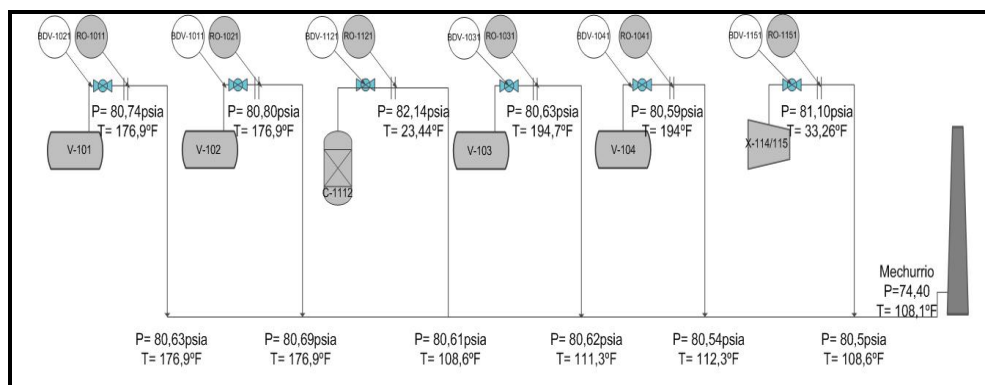 BDV-1021 RO-1011 BDV-1011 RO-1021 BDV-1121 RO-1121 BDV-1031 RO-1031 BDV-1041 RO-1041 BDV-1151 RO-1151
P= 80,74psia
T= 176,9ºF
P= 80,80psia
T= 176,9ºF
P= 82,14psia
T= 23,44ºF
P= 80,63psia
T= 194,7ºF
P= 80,59psia
T= 194ºF
P= 81,10psia
T= 33,26ºF
V-101
V-102
C-1112
V-103
V-104
X-114/115
Mechurrio
P=74,40
T= 108,1ºF
P= 80,63psia
T= 176,9ºF
P= 80,69psia
T= 176,9ºF
P= 80,61psia
T= 108,6ºF
P= 80,62psia
T= 111,3ºF
P= 80,54psia
T= 112,3ºF
P= 80,5psia
T= 108,6ºF